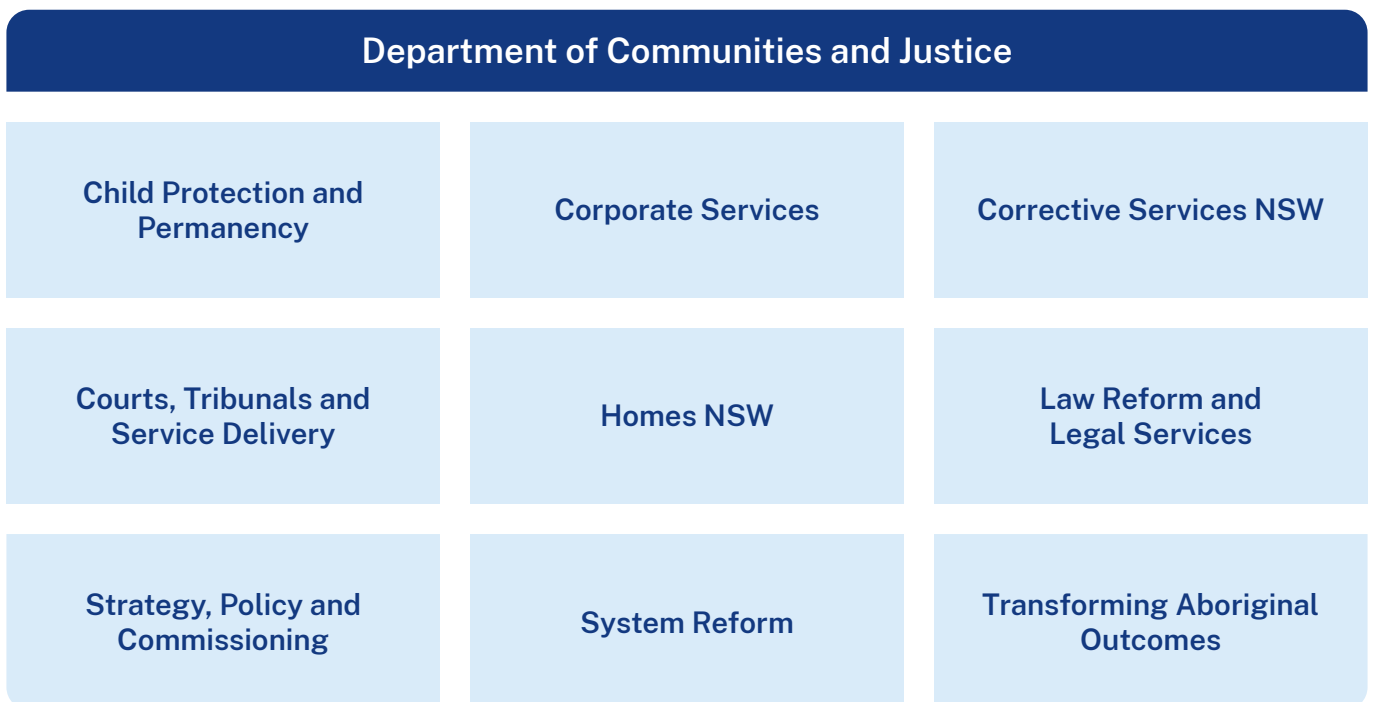 Department of Communities and Justice
Child Protection and
Permanency
Corporate Services
Corrective Services NSW
Courts, Tribunals and
Service Delivery
Homes NSW
Law Reform and
Legal Services
Strategy, Policy and
Commissioning
System Reform
Transforming Aboriginal
Outcomes